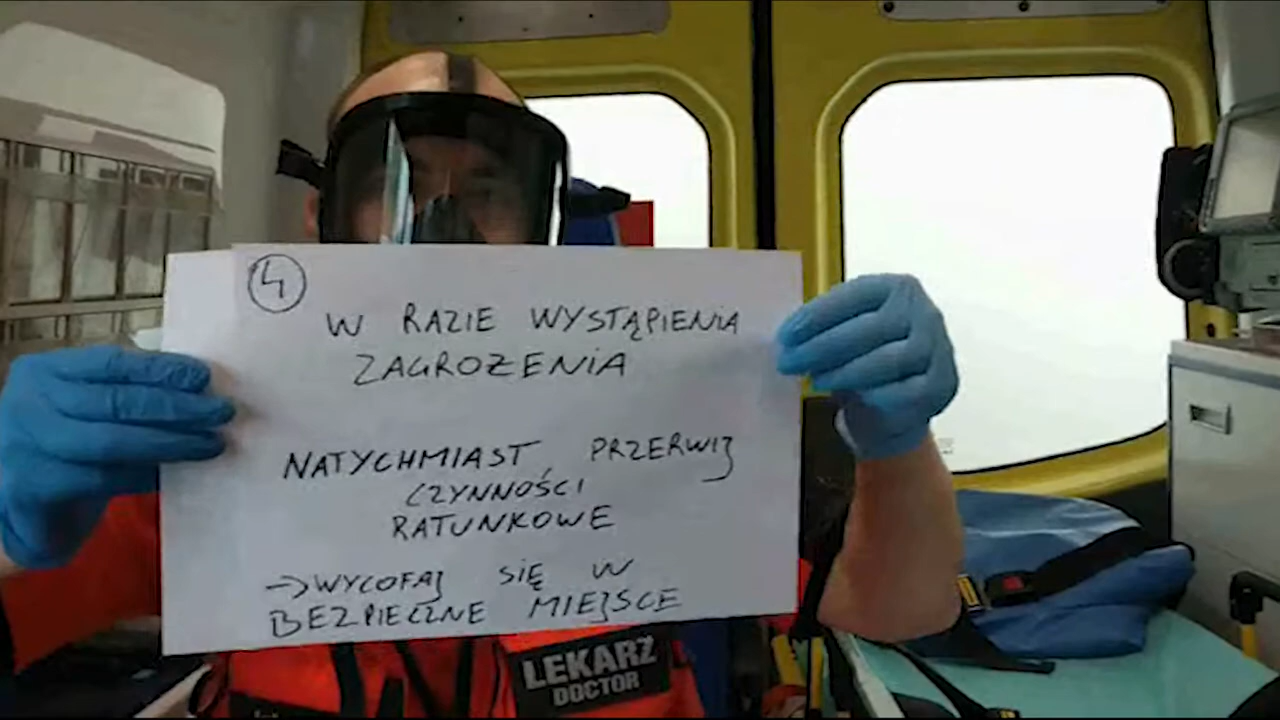 4
W RAZIE WYSTĄPIENIA
ZAGROŻENIA
NATYCHMIAST PRZERWIJ
CZYNNOŚCI
RATUNKOWE
→ WYCOFAJ SIĘ W
BEZPIECZNE MIEJSCE
LEKARZ
DOCTOR